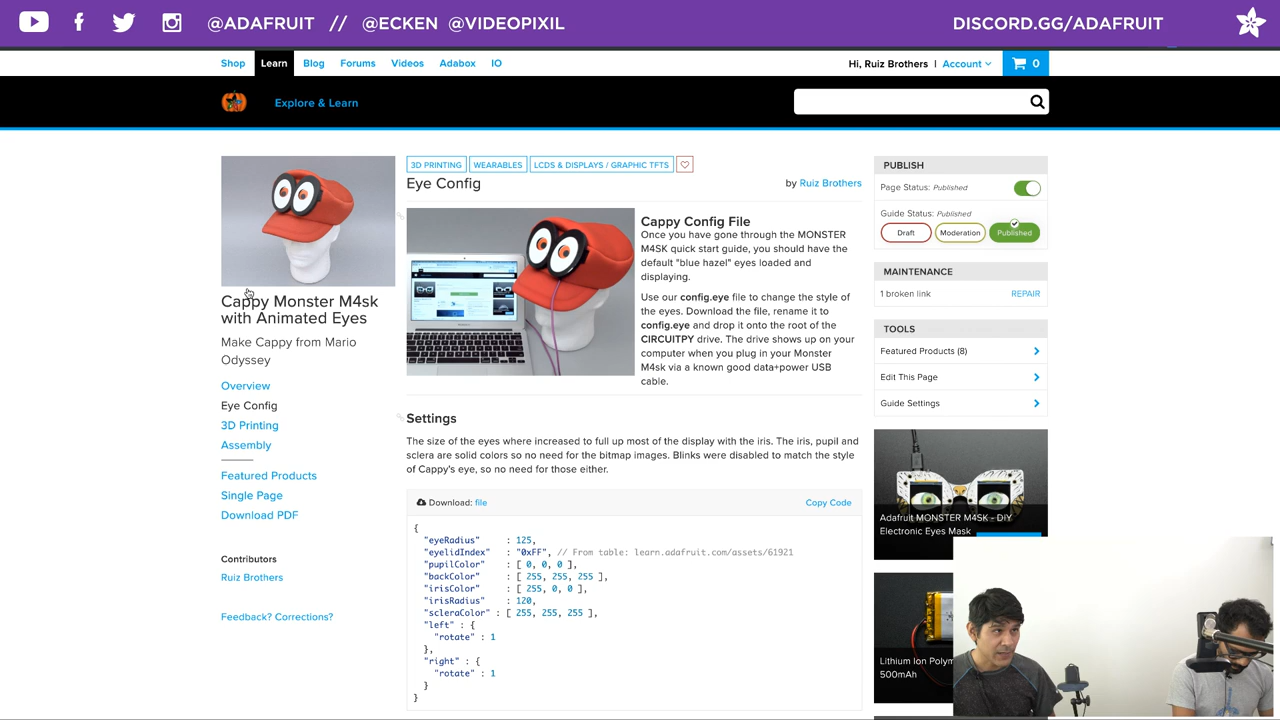 @ADAFRUIT // @ECKEN @VIDEOPIXIL
DISCORD.GG/ADAFRUIT
Shop Learn Blog Forums Videos Adabox IO
Hi, Ruiz Brothers | Account 0
Explore & Learn
Cappy Monster M4sk
with Animated Eyes
Make Cappy from Mario
Odyssey
Overview
Eye Config
3D Printing
Assembly
Featured Products
Single Page
Download PDF
Contributors
Ruiz Brothers
Feedback? Corrections?
3D PRINTING WEARABLES LCDS & DISPLAYS / GRAPHIC TFTS
Eye Config
by Ruiz Brothers
Cappy Config File
Once you have gone through the MONSTER
M4SK quick start guide, you should have the
default "blue hazel" eyes loaded and
displaying.
Use our config.eye file to change the style of
the eyes. Download the file, rename it to
config.eye and drop it onto the root of the
CIRCUITPY drive. The drive shows up on your
computer when you plug in your Monster
M4sk via a known good data+power USB
cable.
Settings
The size of the eyes where increased to full up most of the display with the iris. The iris, pupil and
sclera are solid colors so no need for the bitmap images. Blinks were disabled to match the style
of Cappy's eye, so no need for those either.
Download: file
Copy Code
{
"eyeRadius" : 125,
"eyelidIndex" : "0xFF", // From table: learn.adafruit.com/assets/61921
"pupilColor" : [ 0, 0, 0 ],
"backColor" : [ 255, 255, 255 ],
"irisColor" : [ 255, 0, 0 ],
"irisRadius" : 120,
"scleraColor" : [ 255, 255, 255 ],
"left" : {
"rotate" : 1
},
"right" : {
"rotate" : 1
}
}
PUBLISH
Page Status: Published
Guide Status: Published
Draft Moderation Published
MAINTENANCE
1 broken link REPAIR
TOOLS
Featured Products (8)
Edit This Page
Guide Settings
Adafruit MONSTER M4SK - DIY
Electronic Eyes Mask
Lithium Ion Polym
500mAh